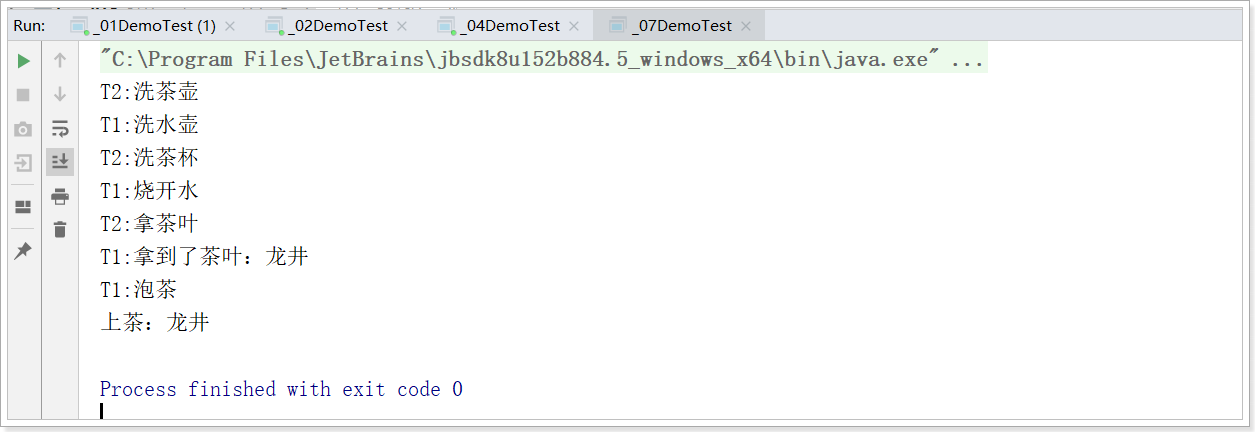 Run: _01DemoTest (1) _02DemoTest _04DemoTest _07DemoTest
"C:\Program Files\JetBrains\jbsdk8u152b884.5_windows_x64\bin\java.exe" ...
T2:洗茶壶
T1:洗水壶
T2:洗茶杯
T1:烧开水
T2:拿茶叶
T1:拿到了茶叶：龙井
T1:泡茶
上茶：龙井
Process finished with exit code 0